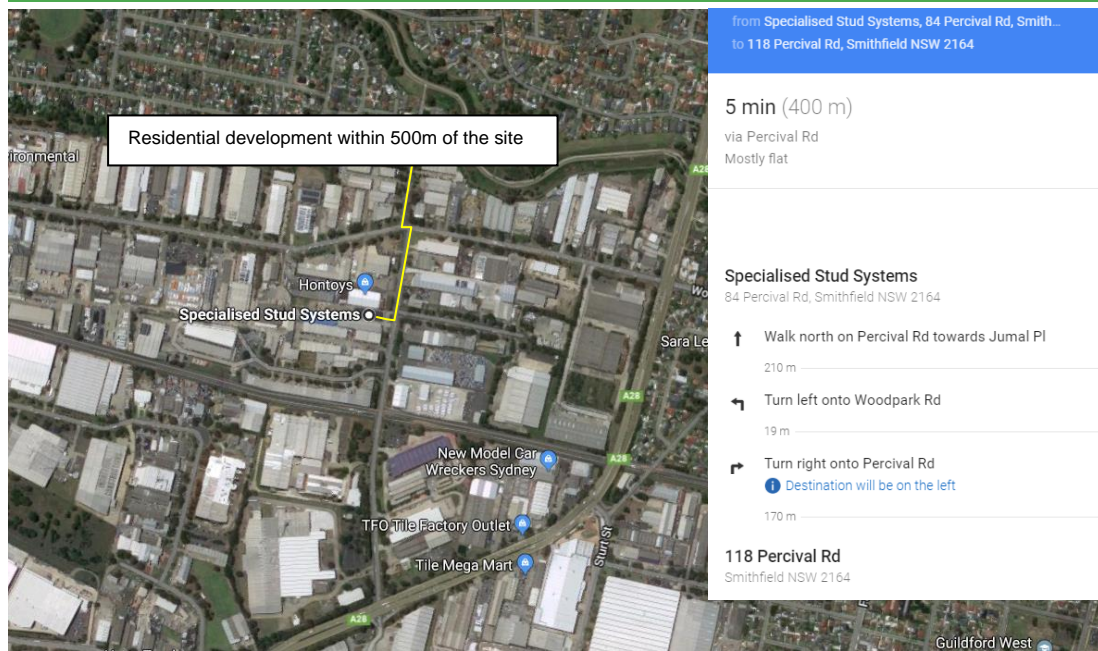 from Specialised Stud Systems, 84 Percival Rd, Smith...
to 118 Percival Rd, Smithfield NSW 2164
5 min (400 m)
via Percival Rd
Mostly flat
Specialised Stud Systems
84 Percival Rd, Smithfield NSW 2164
Walk north on Percival Rd towards Jumal Pl
210 m
Turn left onto Woodpark Rd
19 m
Turn right onto Percival Rd
Destination will be on the left
170 m
118 Percival Rd
Smithfield NSW 2164
Residential development within 500m of the site
ironmental
A28
Hontoys
Specialised Stud Systems
Wo
Sara Le
A28
New Model Car
Wreckers Sydney
A28
TFO Tile Factory Outlet
Sturt St
Tile Mega Mart
A28
Guildford West